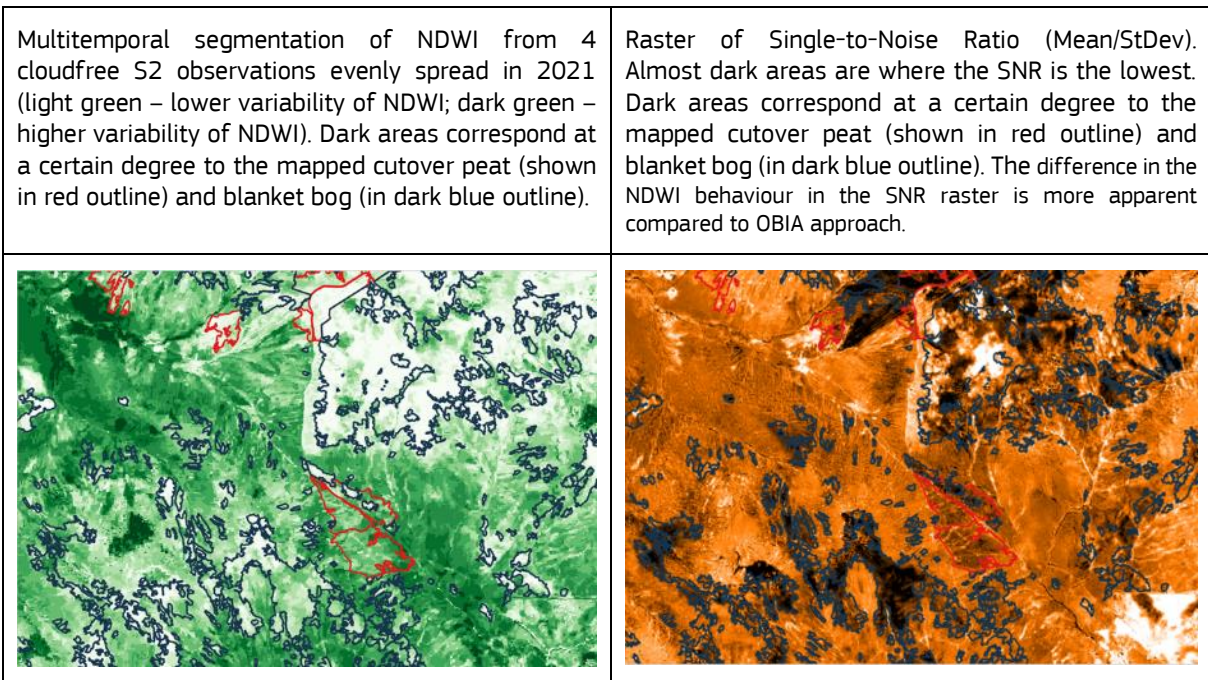 Multitemporal segmentation of NDWI from 4
cloudfree S2 observations evenly spread in 2021
(light green – lower variability of NDWI; dark green –
higher variability of NDWI). Dark areas correspond at
a certain degree to the mapped cutover peat (shown
in red outline) and blanket bog (in dark blue outline).
Raster of Single-to-Noise Ratio (Mean/StDev).
Almost dark areas are where the SNR is the lowest.
Dark areas correspond at a certain degree to the
mapped cutover peat (shown in red outline) and
blanket bog (in dark blue outline). The difference in the
NDWI behaviour in the SNR raster is more apparent
compared to OBIA approach.